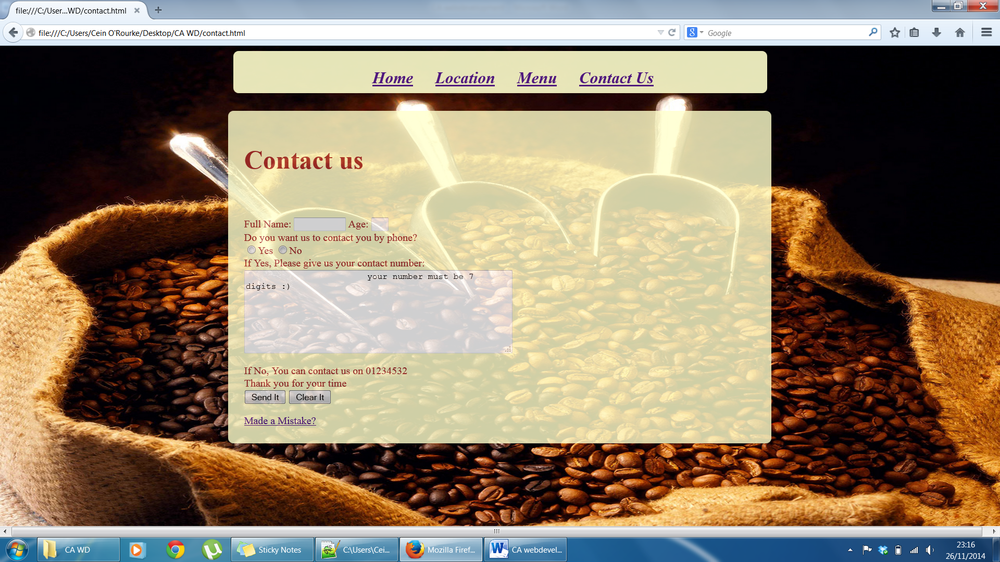 file:///C:/User...WD/contact.html
file:///C:/Users/Cein O'Rourke/Desktop/CA WD/contact.html
Google
Home Location Menu Contact Us
Contact us
Full Name: Age:
Do you want us to contact you by phone?
Yes No
If Yes, Please give us your contact number:
your number must be 7
digits :)
If No, You can contact us on 01234532
Thank you for your time
Send It Clear It
Made a Mistake?
CA WD
Sticky Notes
C:\Users\Cei...
Mozilla Firef...
CA webdevel...
23:16
26/11/2014